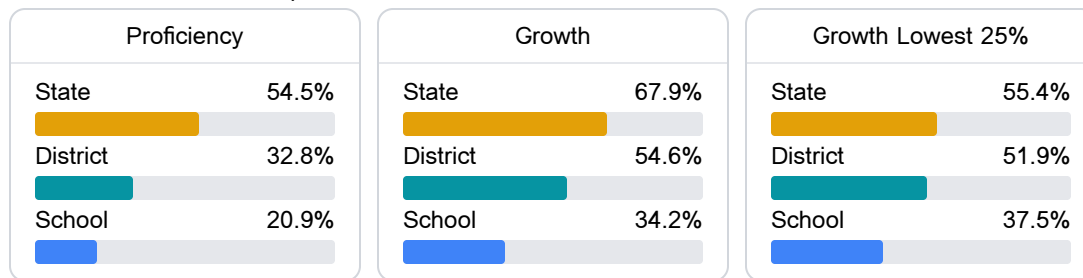 Proficiency
State 54.5%
District 32.8%
School 20.9%
Growth
State 67.9%
District 54.6%
School 34.2%
Growth Lowest 25%
State 55.4%
District 51.9%
School 37.5%